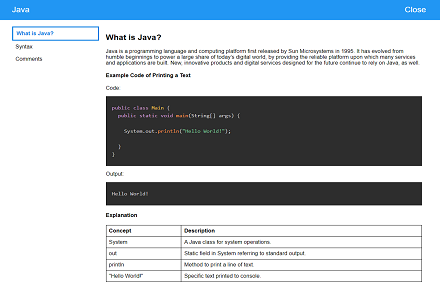 Java
Close
What is Java?
Syntax
Comments
What is Java?
Java is a programming language and computing platform first released by Sun Microsystems in 1995. It has evolved from
humble beginnings to power a large share of today's digital world, by providing the reliable platform upon which many services
and applications are built. New, innovative products and digital services designed for the future continue to rely on Java, as well.
Example Code of Printing a Text
Code:
public class Main {
public static void main(String[] args) {
System.out.println("Hello World!");
}
}
Output:
Hello World!
Explanation
Concept Description
System A Java class for system operations.
out Static field in System referring to standard output.
println Method to print a line of text.
"Hello World!" Specific text printed to console.